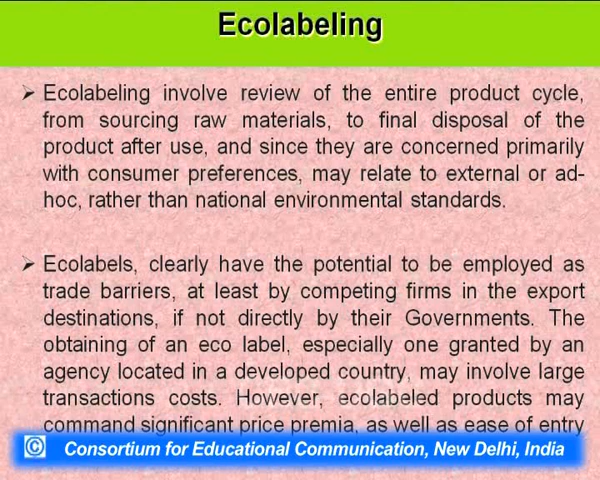 Ecolabeling
➢ Ecolabeling involve review of the entire product cycle,
from sourcing raw materials, to final disposal of the
product after use, and since they are concerned primarily
with consumer preferences, may relate to external or ad-
hoc, rather than national environmental standards.
➢ Ecolabels, clearly have the potential to be employed as
trade barriers, at least by competing firms in the export
destinations, if not directly by their Governments. The
obtaining of an eco label, especially one granted by an
agency located in a developed country, may involve large
transactions costs. However, ecolabeled products may
command significant price premia, as well as ease of entry
© Consortium for Educational Communication, New Delhi, India